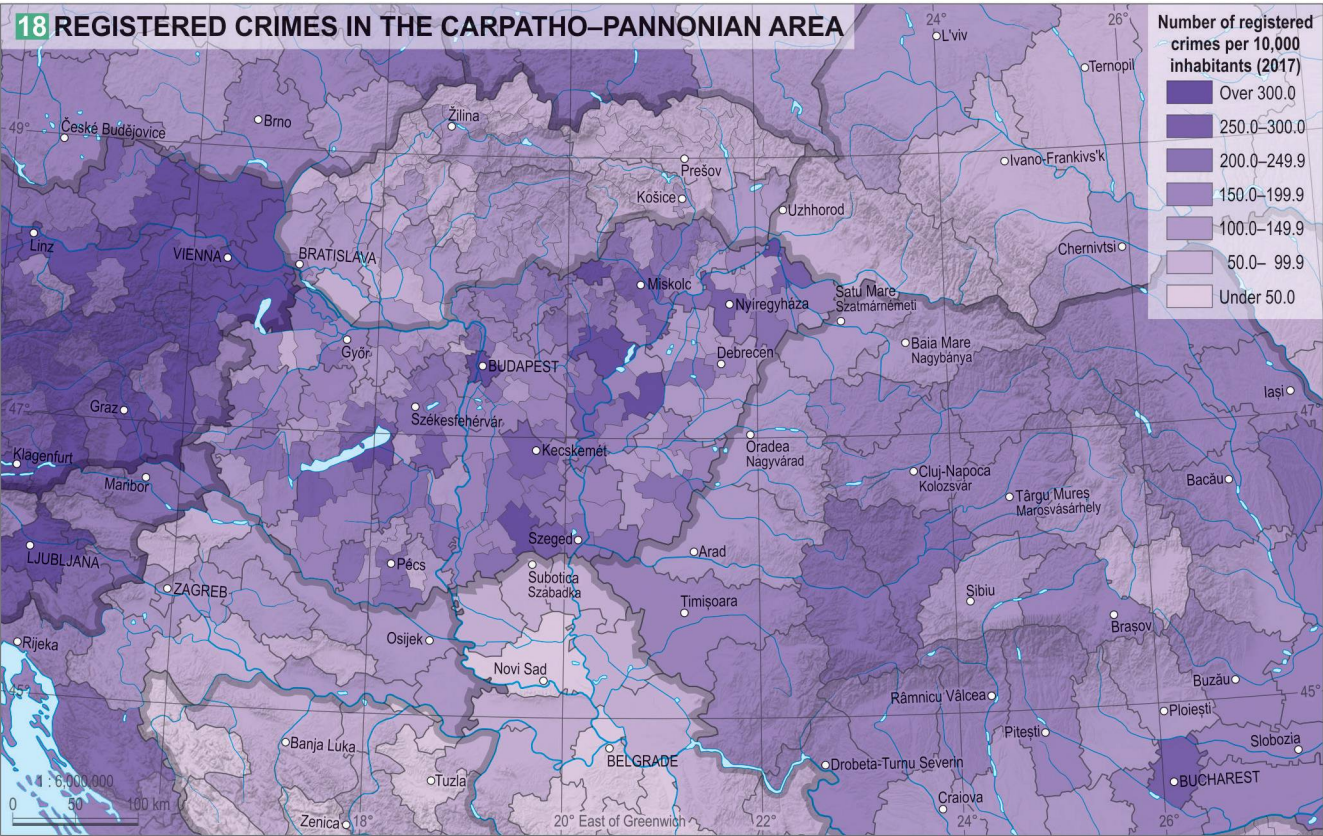 18 REGISTERED CRIMES IN THE CARPATHO–PANNONIAN AREA
Number of registered
crimes per 10,000
inhabitants (2017)
Over 300.0
250.0–300.0
200.0–249.9
150.0–199.9
100.0–149.9
50.0– 99.9
Under 50.0
24°
26°
L'viv
Ternopil
49°
České Budějovice
Brno
Žilina
Prešov
Ivano-Frankivs'k
Košice
Uzhhorod
Linz
VIENNA
BRATISLAVA
Chernivtsi
Miskolc
Nyíregyháza
Satu Mare
Szatmárnémeti
Győr
BUDAPEST
Debrecen
Baia Mare
Nagybánya
Iași
47°
47°
Graz
Székesfehérvár
Klagenfurt
Kecskemét
Oradea
Nagyvárad
Cluj-Napoca
Kolozsvár
Bacău
Maribor
Târgu Mureș
Marosvásárhely
LJUBLJANA
Szeged
Arad
Pécs
Subotica
Szabadka
ZAGREB
Timișoara
Sibiu
Brașov
Rijeka
Osijek
Novi Sad
45°
Buzău
45°
Râmnicu Vâlcea
Ploiești
Banja Luka
Pitești
Slobozia
BELGRADE
Drobeta-Turnu Severin
Tuzla
BUCHAREST
1 : 6,000,000
0 50 100 km
Craiova
Zenica
18°
20° East of Greenwich
22°
24°
26°